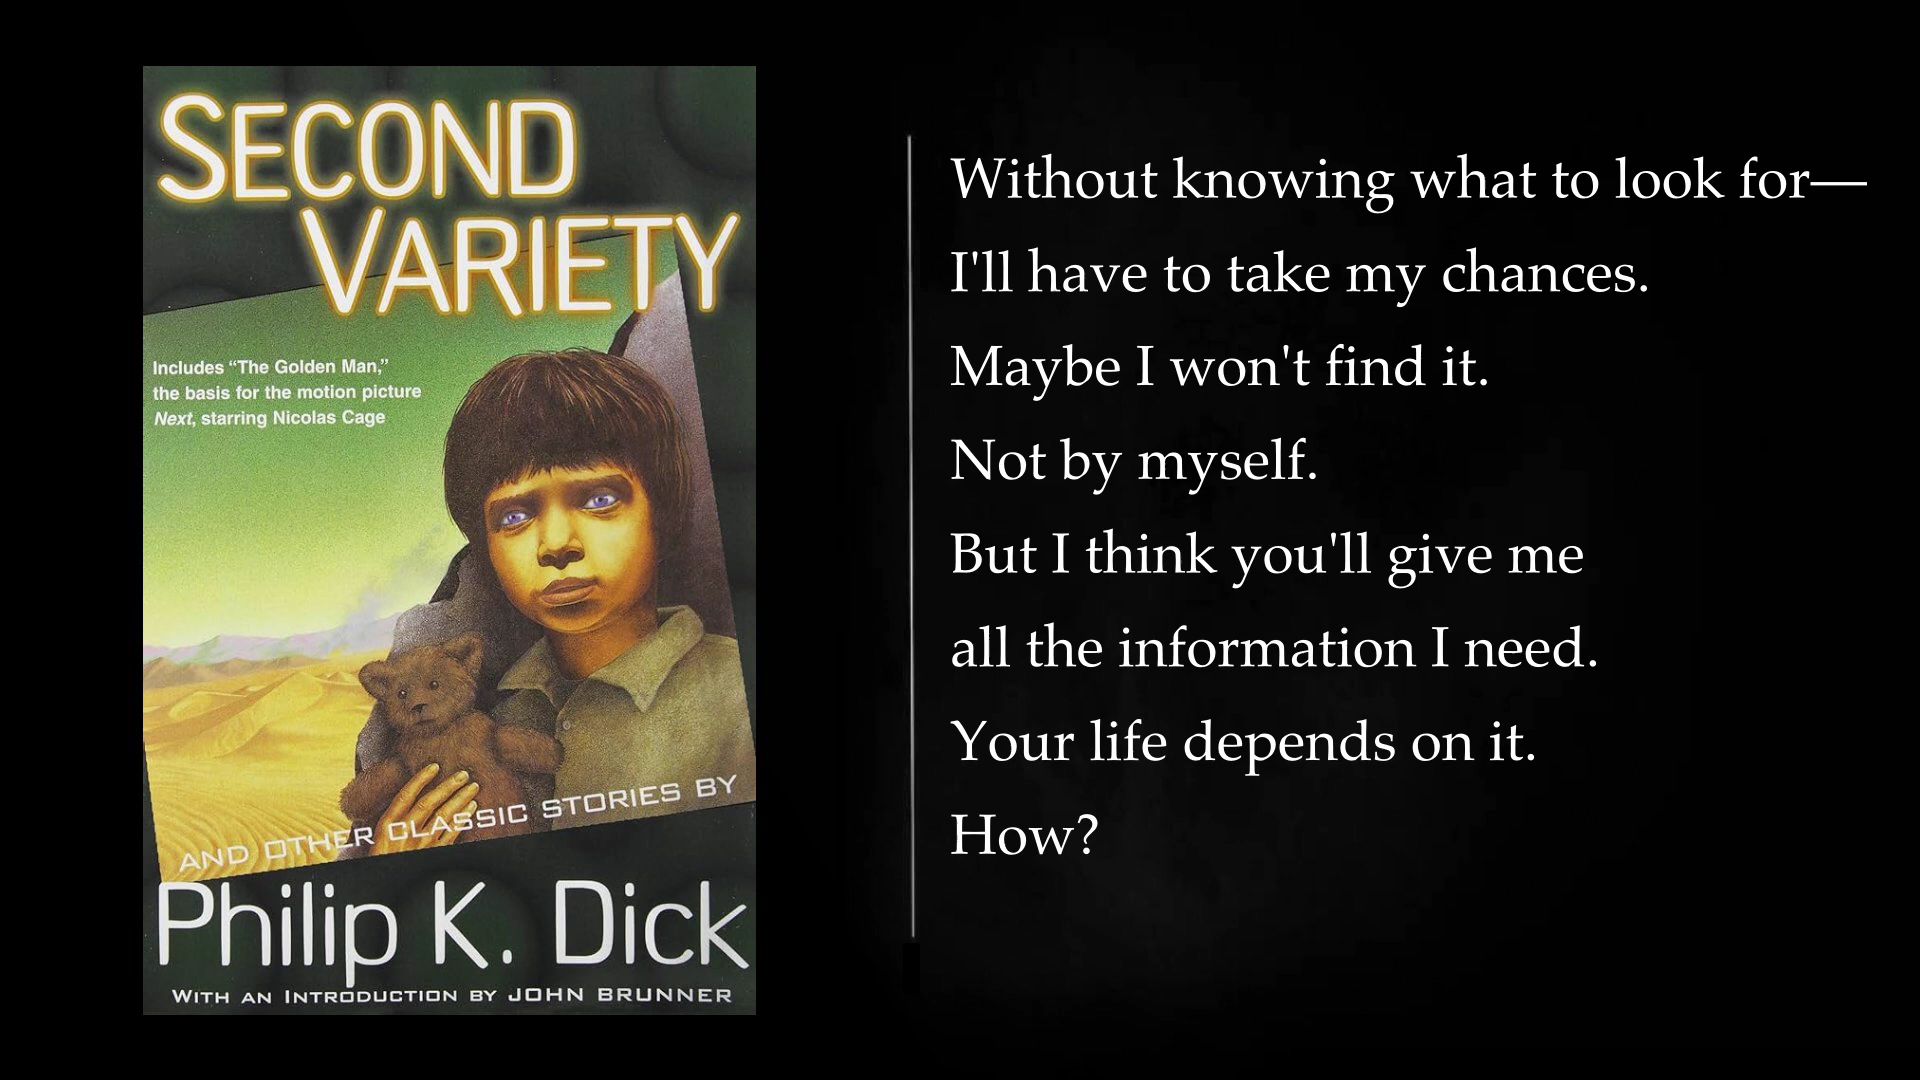 SECOND
VARIETY
Includes “The Golden Man,”
the basis for the motion picture
Next, starring Nicolas Cage
AND OTHER CLASSIC STORIES BY
Philip K. Dick
WITH AN INTRODUCTION BY JOHN BRUNNER
Without knowing what to look for—
I'll have to take my chances.
Maybe I won't find it.
Not by myself.
But I think you'll give me
all the information I need.
Your life depends on it.
How?